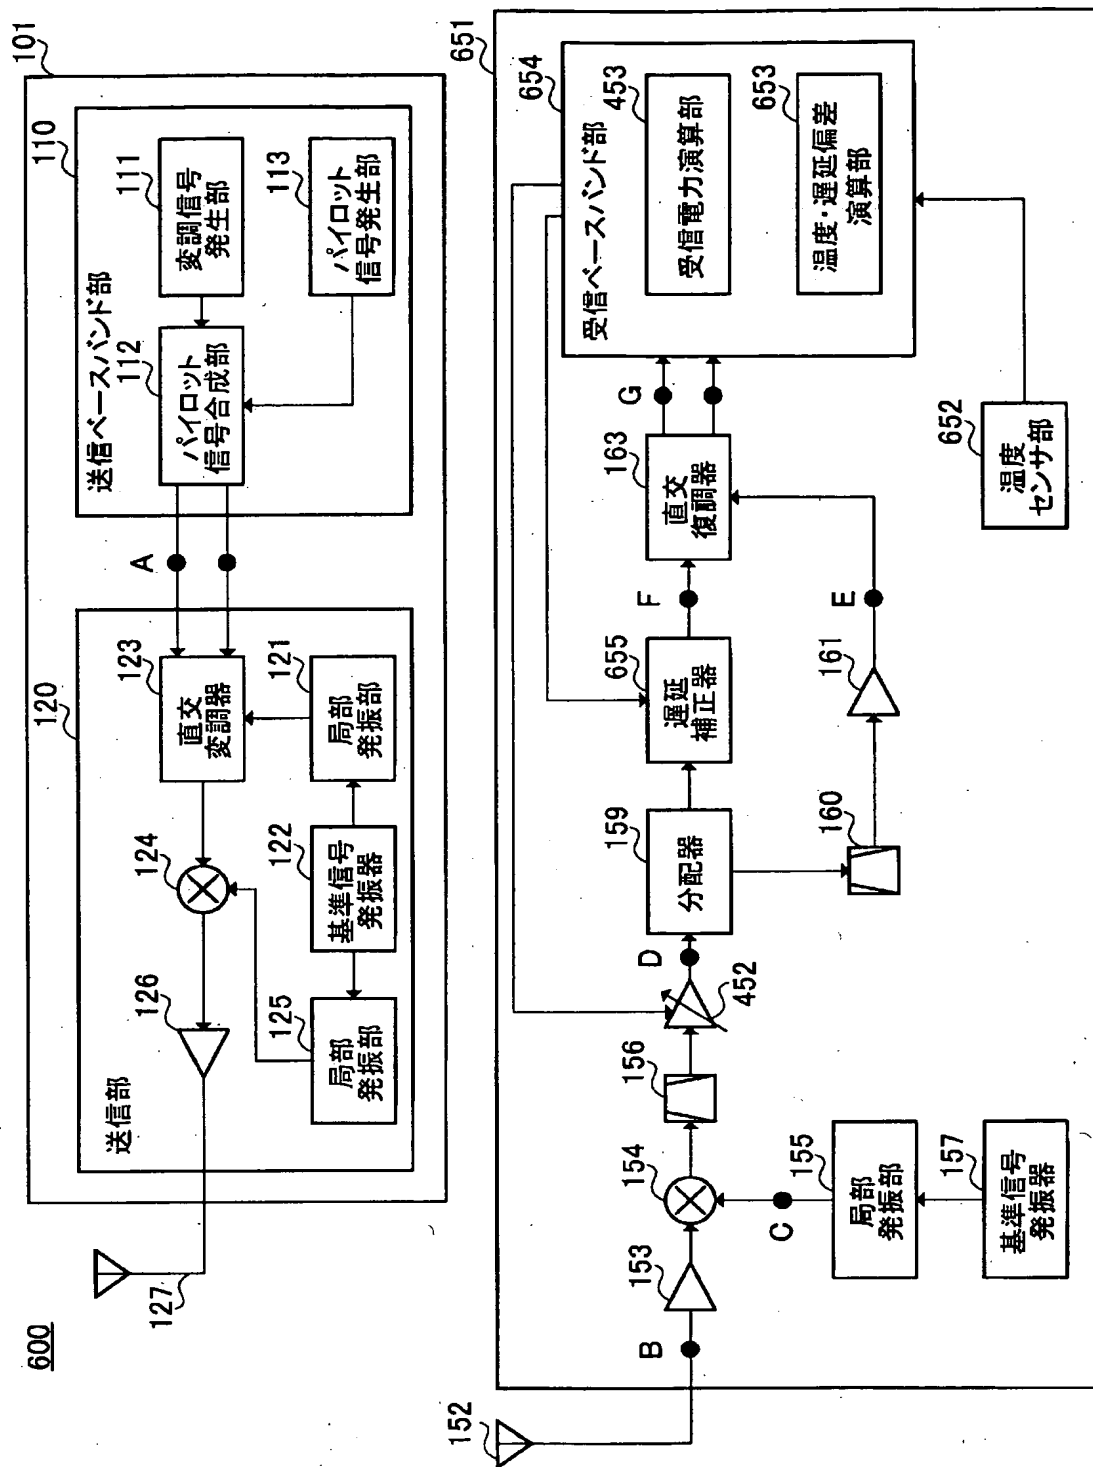 600
101
110
送信ベースバンド部
111
変調信号
発生部
112
パイロット
信号合成部
113
パイロット
信号発生部
A
120
送信部
123
直交
変調器
121
局部
発振部
124
122
基準信号
発振器
126
125
局部
発振部
127
651
654
受信ベースバンド部
453
受信電力演算部
653
温度・遅延偏差
演算部
G
163
直交
復調器
652
温度
センサ部
F
E
655
遅延
補正器
161
159
分配器
160
D
452
156
154
155
局部
発振部
C
157
基準信号
発振器
153
B
152